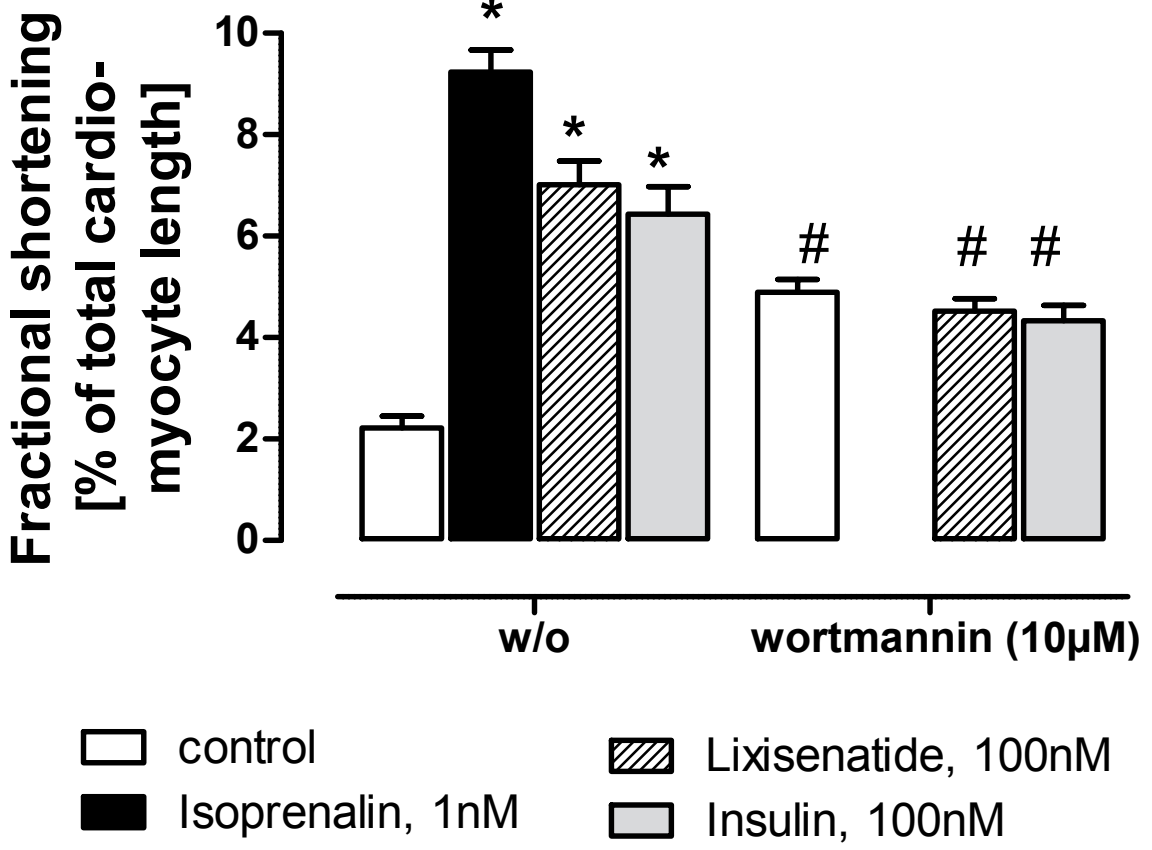 Fractional shortening
[% of total cardio-
myocyte length]
10
8
6
4
2
0
*
*
*
#
#
#
w/o
wortmannin (10µM)
control
Isoprenalin, 1nM
Lixisenatide, 100nM
Insulin, 100nM